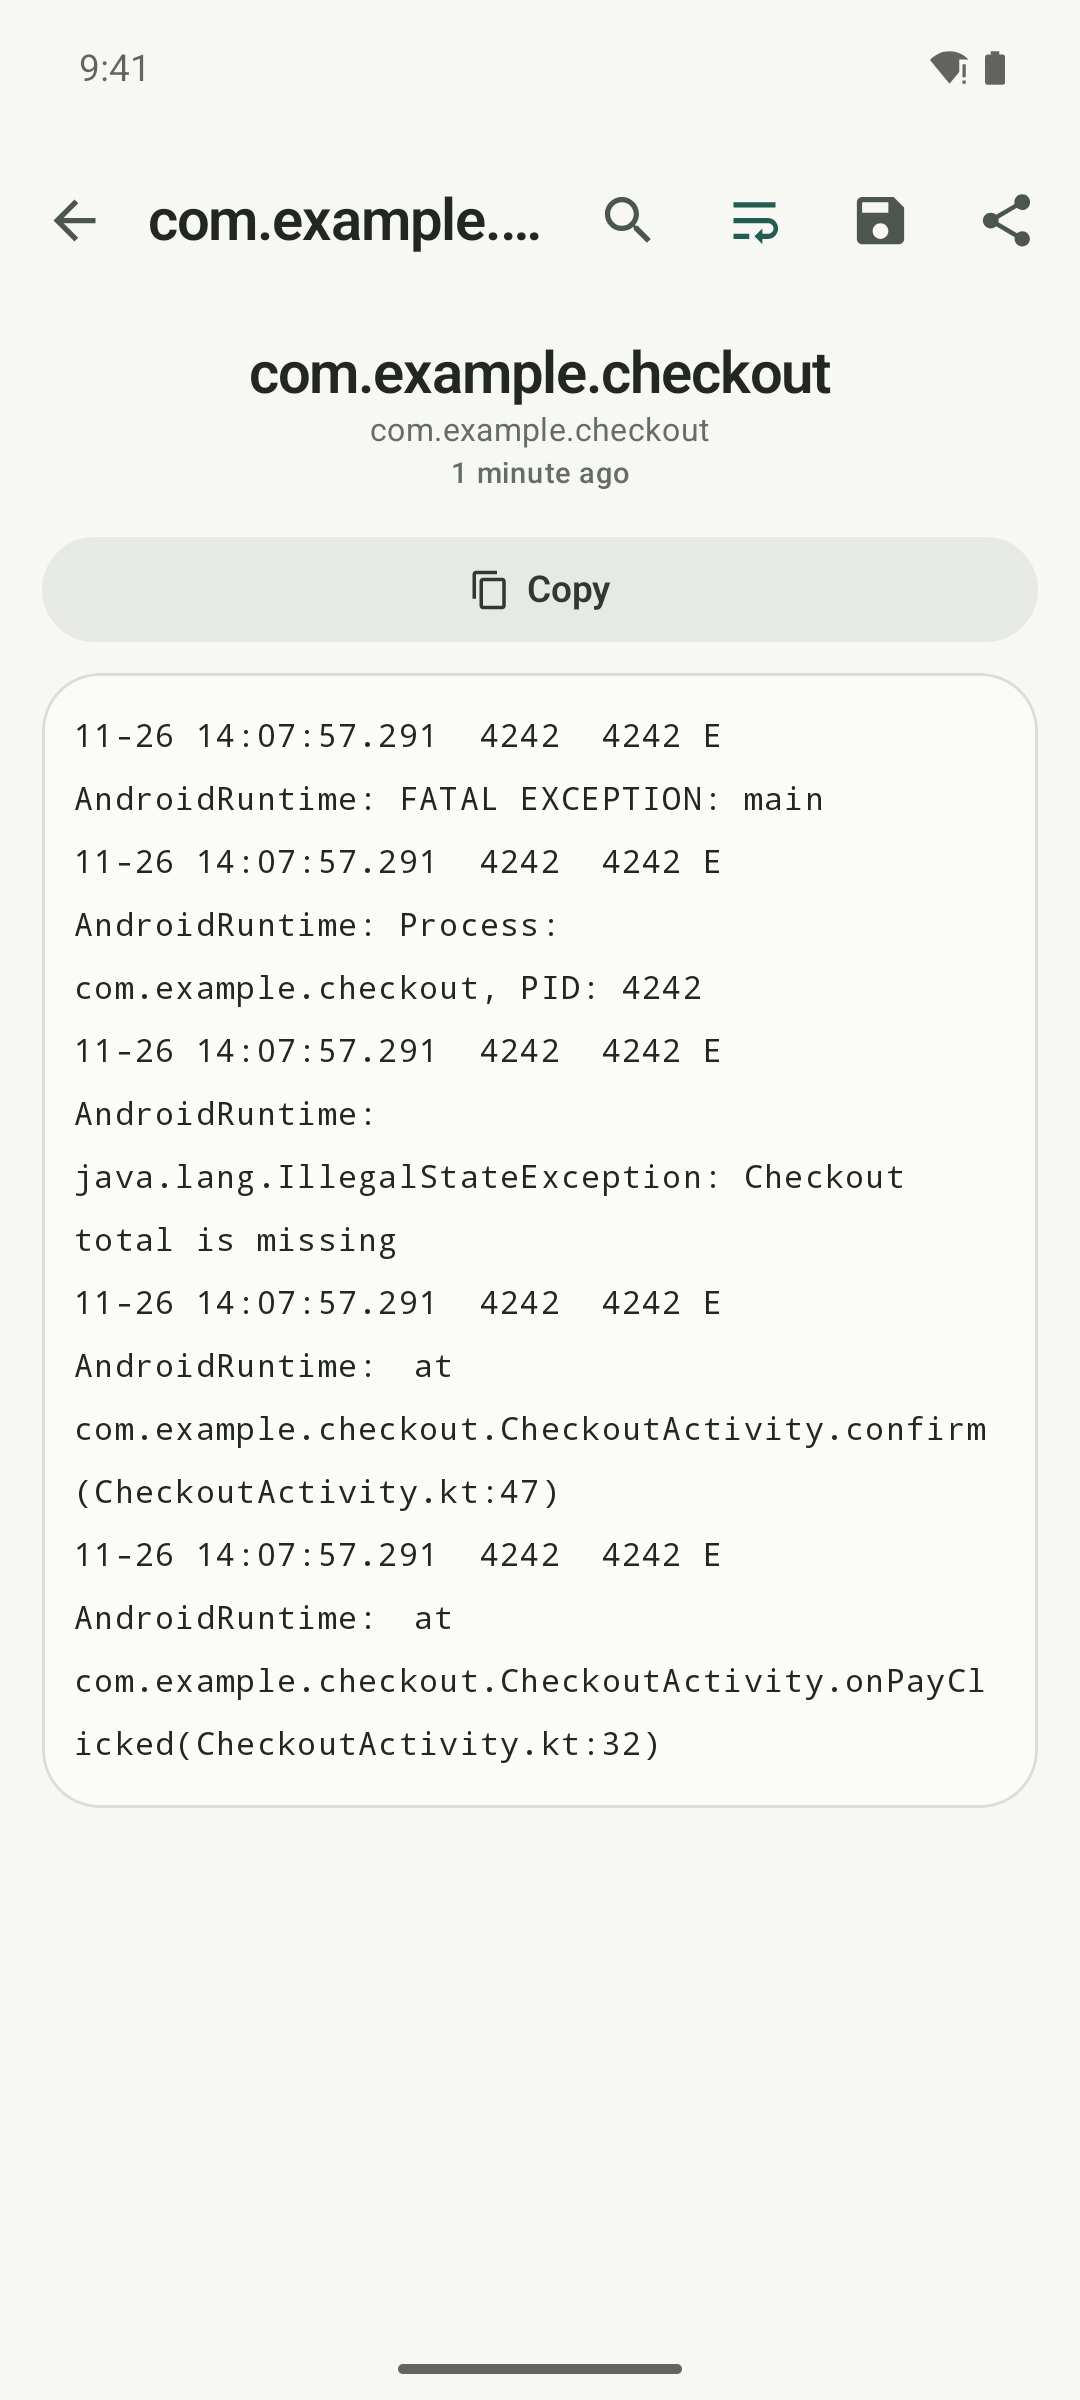 9:41
com.example.…
com.example.checkout
com.example.checkout
1 minute ago
Copy
11-26 14:07:57.291  4242  4242 E
AndroidRuntime: FATAL EXCEPTION: main
11-26 14:07:57.291  4242  4242 E
AndroidRuntime: Process:
com.example.checkout, PID: 4242
11-26 14:07:57.291  4242  4242 E
AndroidRuntime:
java.lang.IllegalStateException: Checkout
total is missing
11-26 14:07:57.291  4242  4242 E
AndroidRuntime:  at
com.example.checkout.CheckoutActivity.confirm
(CheckoutActivity.kt:47)
11-26 14:07:57.291  4242  4242 E
AndroidRuntime:  at
com.example.checkout.CheckoutActivity.onPayCl
icked(CheckoutActivity.kt:32)